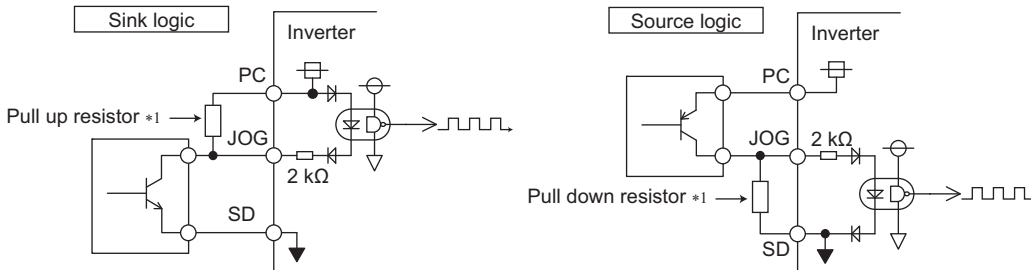 Sink logic
Inverter
PC
Pull up resistor *1
JOG
2 kΩ
SD
Source logic
Inverter
PC
JOG
2 kΩ
Pull down resistor *1
SD